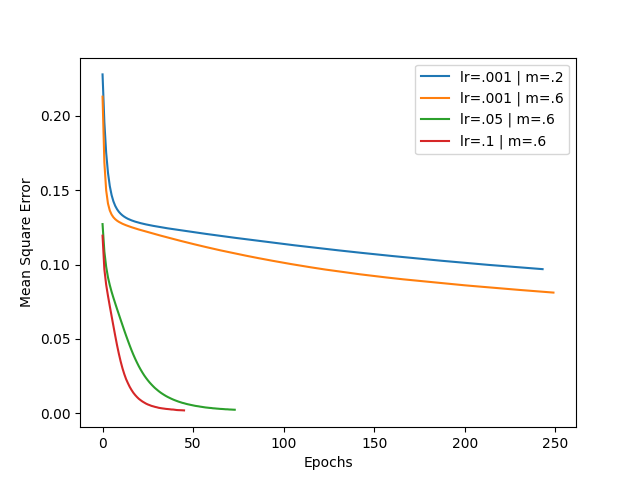 lr=.001 | m=.2
lr=.001 | m=.6
lr=.05 | m=.6
lr=.1 | m=.6
Mean Square Error
0.20
0.15
0.10
0.05
0.00
0 50 100 150 200 250
Epochs